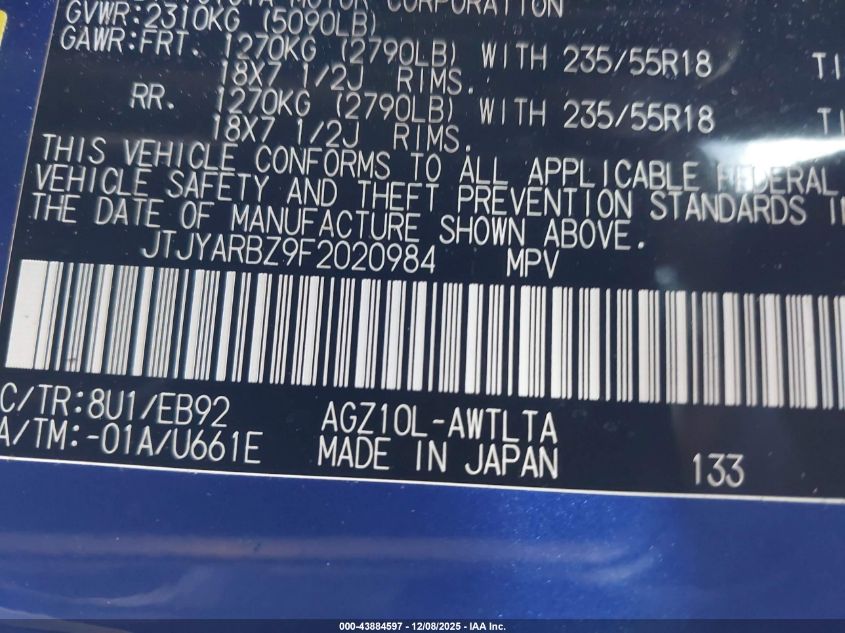 MOTOR CORPORATION
GVWR:2310KG (5090LB)
GAWR:FRT. 1270KG (2790LB) WITH 235/55R18
18X7 1/2J RIMS.
RR. 1270KG (2790LB) WITH 235/55R18
18X7 1/2J RIMS.
THIS VEHICLE CONFORMS TO ALL APPLICABLE FEDERAL
VEHICLE SAFETY AND THEFT PREVENTION STANDARDS
THE DATE OF MANUFACTURE SHOWN ABOVE.
JTJYARBZ9F2020984 MPV
C/TR:8U1/EB92 AGZ10L-AWTLTA
A/TM:-01A/U661E MADE IN JAPAN 133
000-43884597 - 12/08/2025 - IAA Inc.